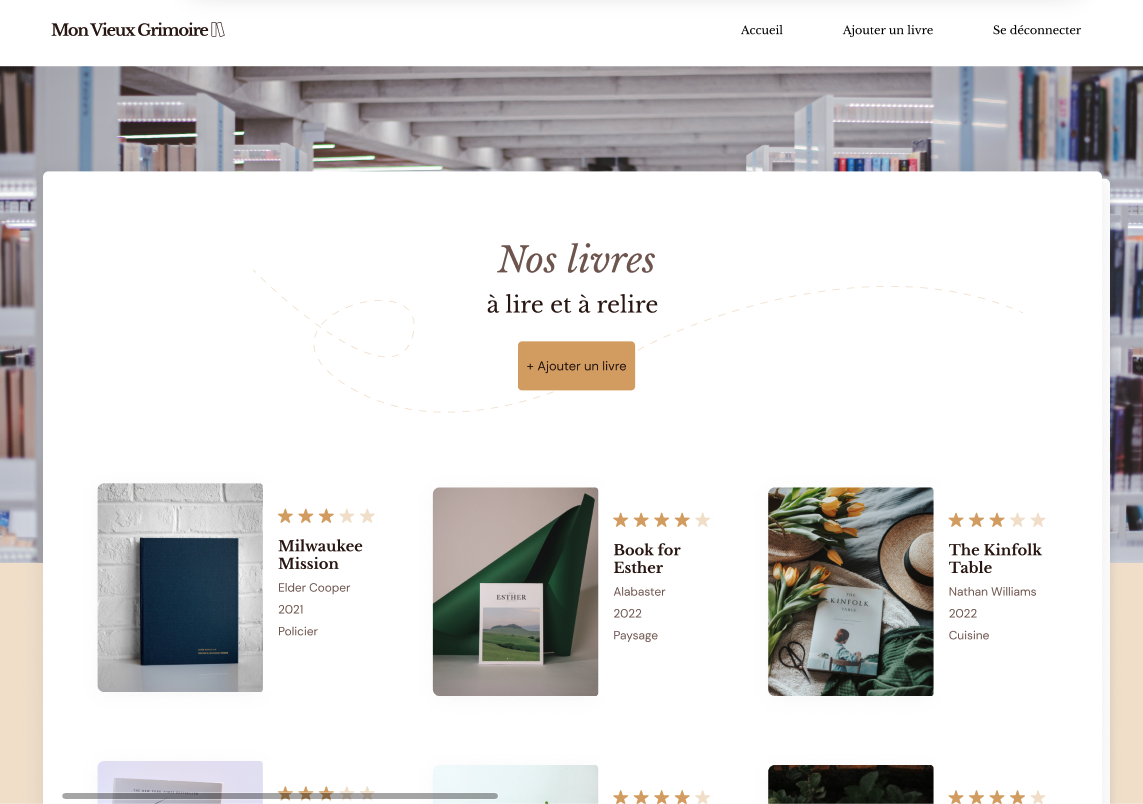 Mon Vieux Grimoire
Accueil
Ajouter un livre
Se déconnecter
Nos livres
à lire et à relire
+ Ajouter un livre
Milwaukee
Mission
Elder Cooper
2021
Policier
ESTHER
Book for
Esther
Alabaster
2022
Paysage
THE
KINFOLK
TABLE
The Kinfolk
Table
Nathan Williams
2022
Cuisine